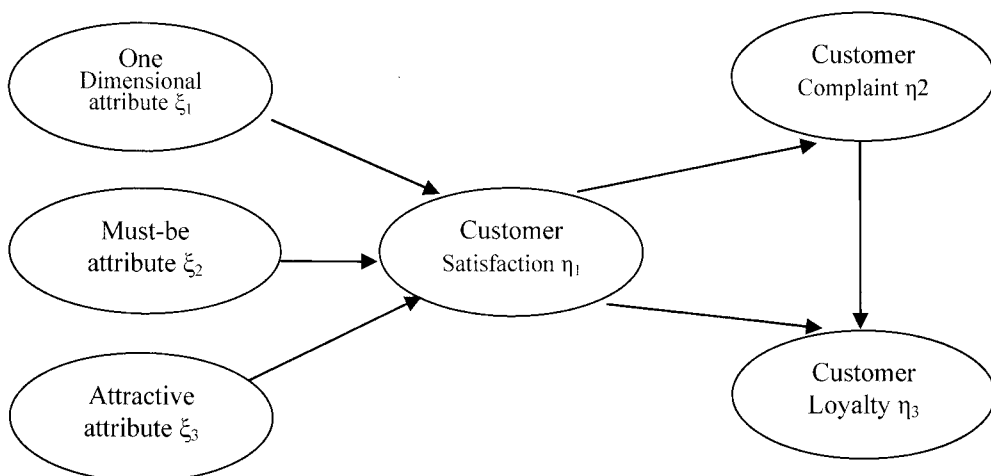 One
Dimensional
attribute ξ₁
Must-be
attribute ξ₂
Attractive
attribute ξ₃
Customer
Satisfaction η₁
Customer
Complaint η2
Customer
Loyalty η₃